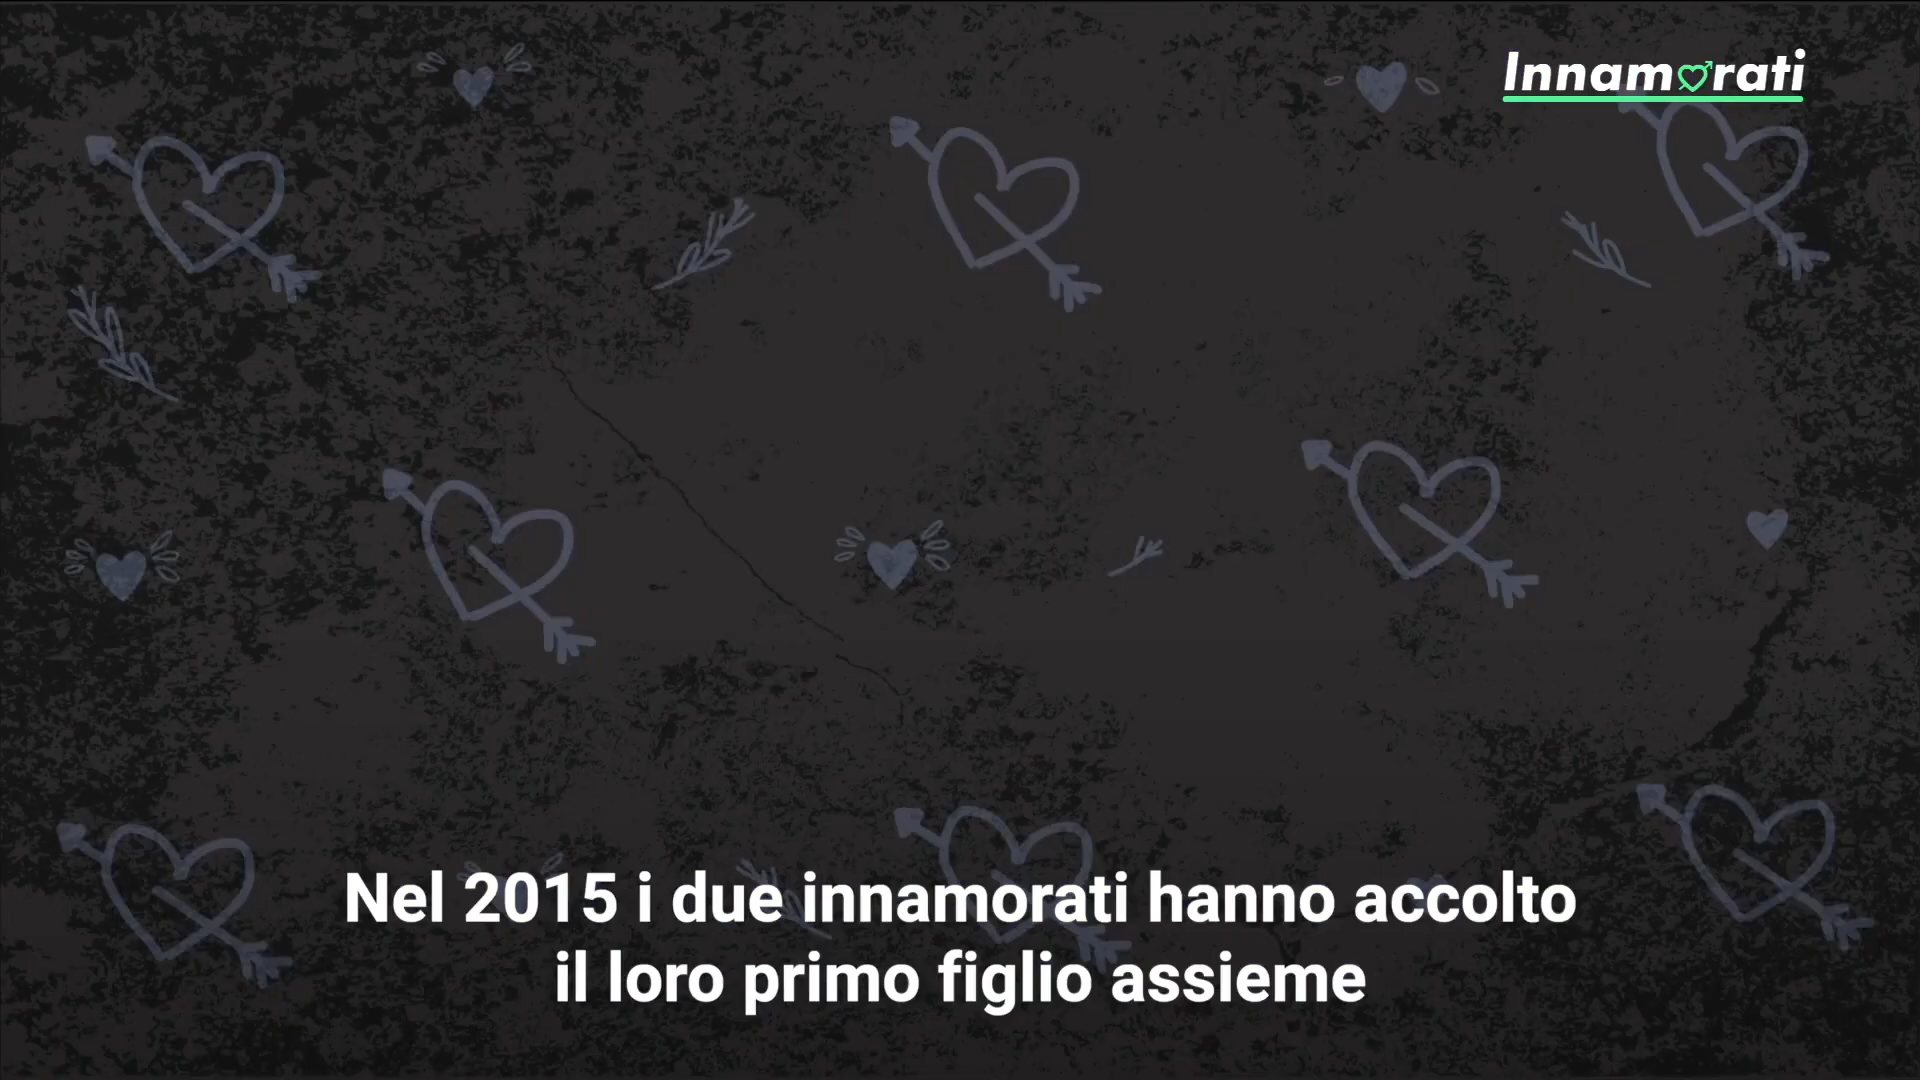 Innamorati
Nel 2015 i due innamorati hanno accolto
il loro primo figlio assieme